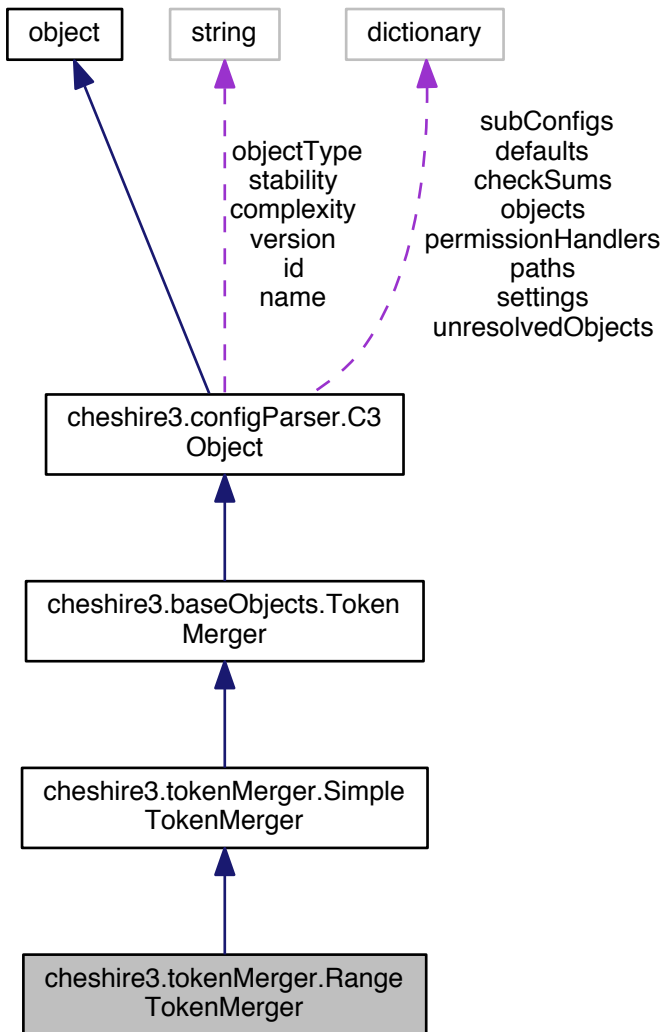 object
string
dictionary
objectType
stability
complexity
version
id
name
subConfigs
defaults
checkSums
objects
permissionHandlers
paths
settings
unresolvedObjects
cheshire3.configParser.C3
Object
cheshire3.baseObjects.Token
Merger
cheshire3.tokenMerger.Simple
TokenMerger
cheshire3.tokenMerger.Range
TokenMerger